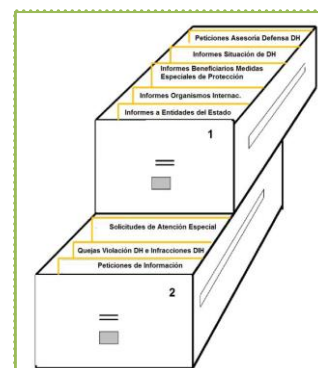 Peticiones Asesoría Defensa DH
Informes Situación de DH
Informes Beneficiarios Medidas
Especiales de Protección
Informes Organismos Internac.
Informes a Entidades del Estado
1
Solicitudes de Atención Especial
Quejas Violación DH e Infracciones DIH
Peticiones de Información
2